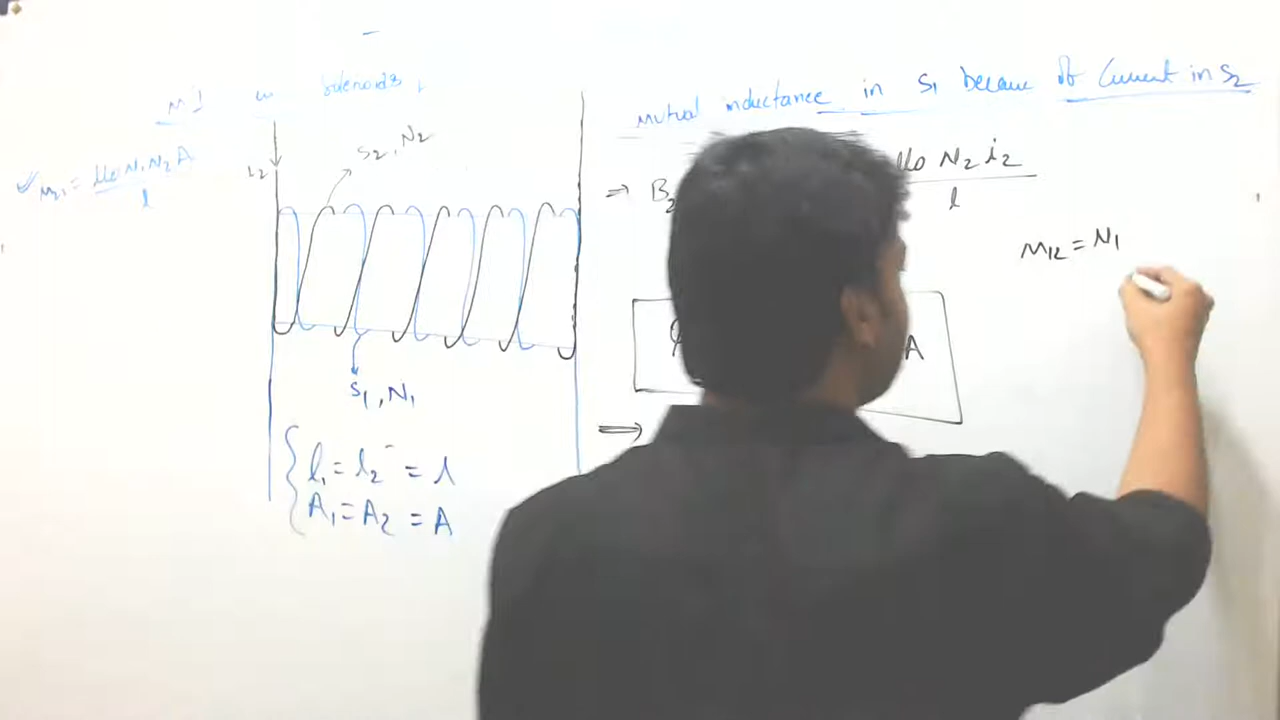 M.I in Solenoids
M21 = μ0 N1 N2 A / l
i2
S2, N2
S1, N1
l1 = l2 = l
A1 = A2 = A
mutual inductance in S1 because of Current in S2
⇒ B2
μ0 N2 i2 / l
M12 = N1
A
⇒